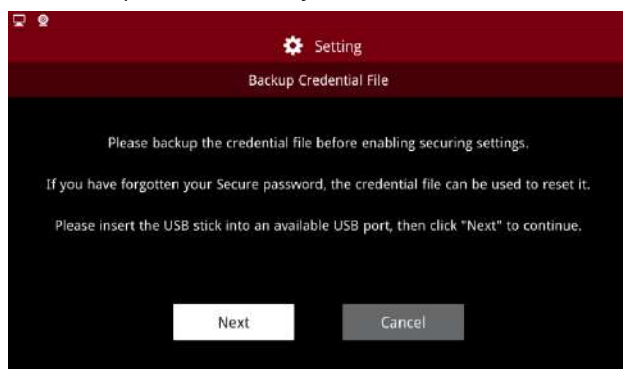 Setting
Backup Credential File
Please backup the credential file before enabling securing settings.
If you have forgotten your Secure password, the credential file can be used to reset it.
Please insert the USB stick into an available USB port, then click "Next" to continue.
Next
Cancel